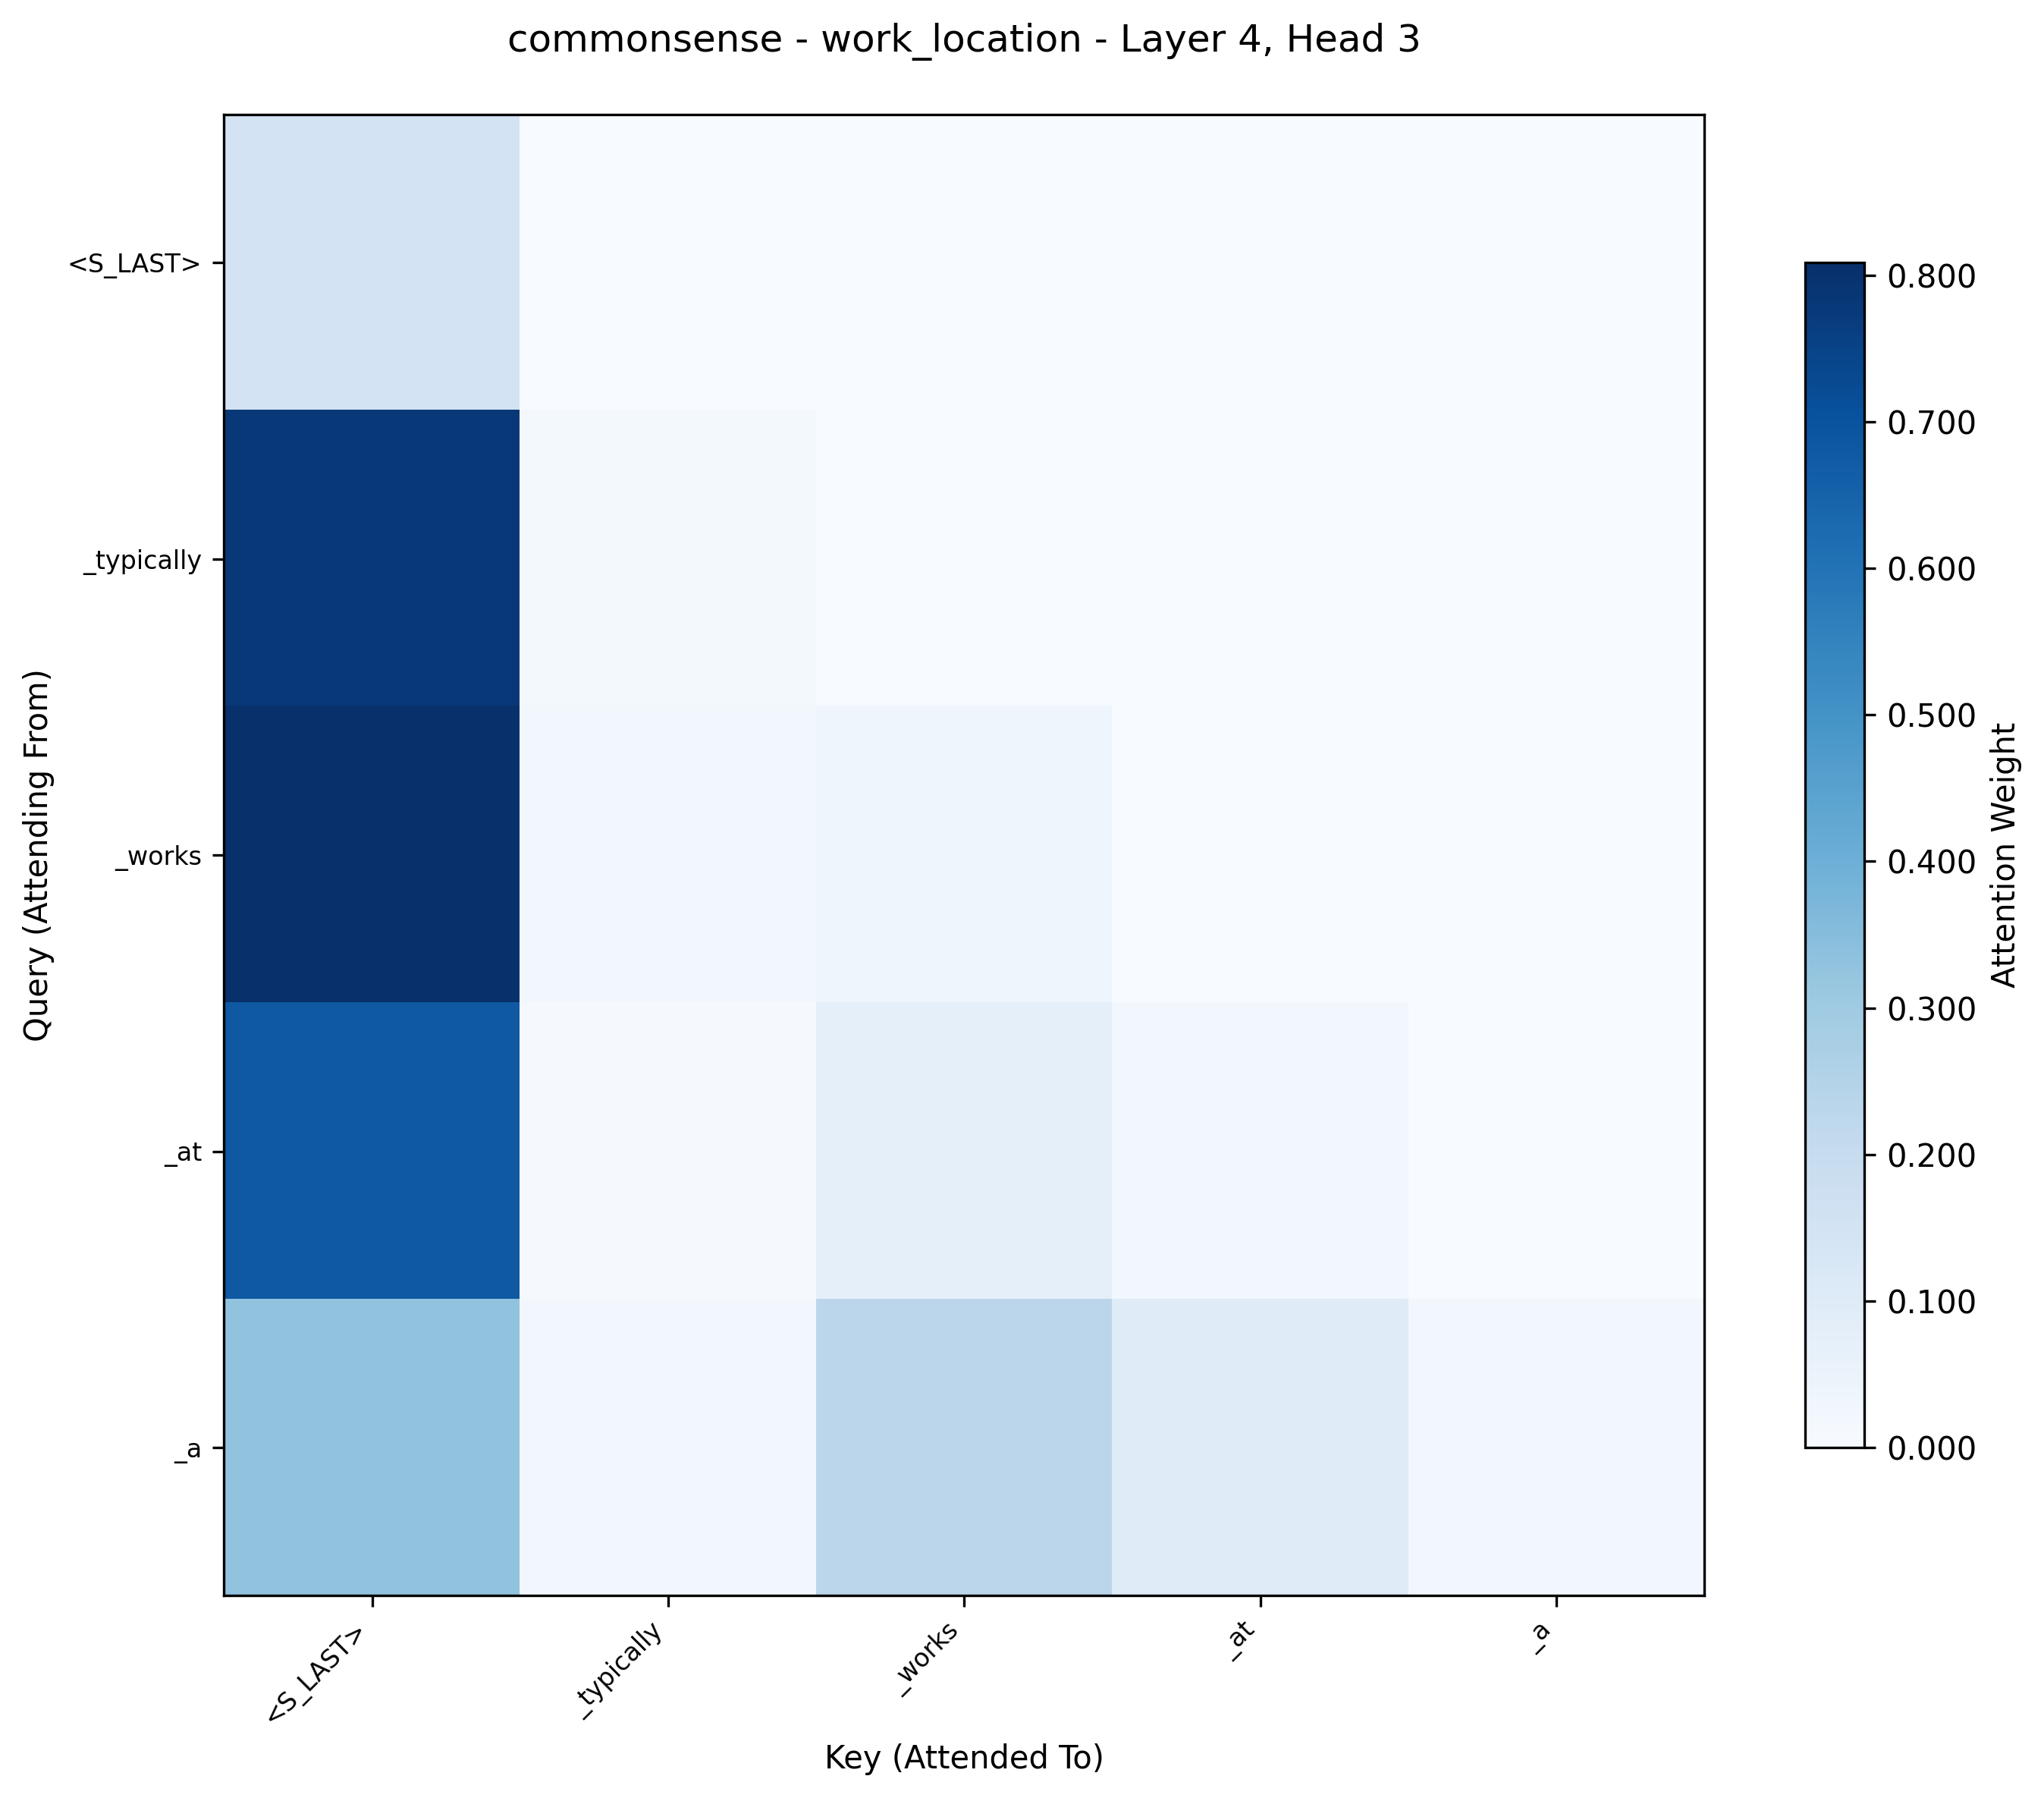 commonsense - work_location - Layer 4, Head 3
Query (Attending From)
<S_LAST>
_typically
_works
_at
_a
<S_LAST>
_typically
_works
_at
_a
Key (Attended To)
0.800
0.700
0.600
0.500
0.400
0.300
0.200
0.100
0.000
Attention Weight